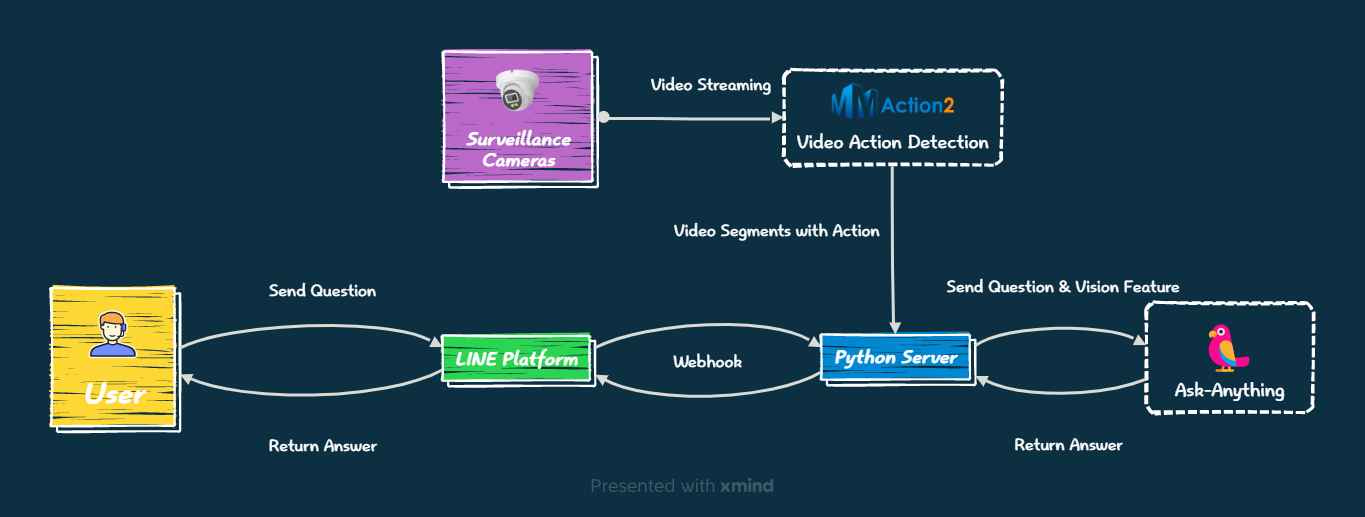 Video Streaming
MMAction2
Surveillance
Cameras
Video Action Detection
Video Segments with Action
Send Question
Send Question & Vision Feature
LINE Platform
Webhook
Python Server
User
Ask-Anything
Return Answer
Return Answer
Presented with xmind